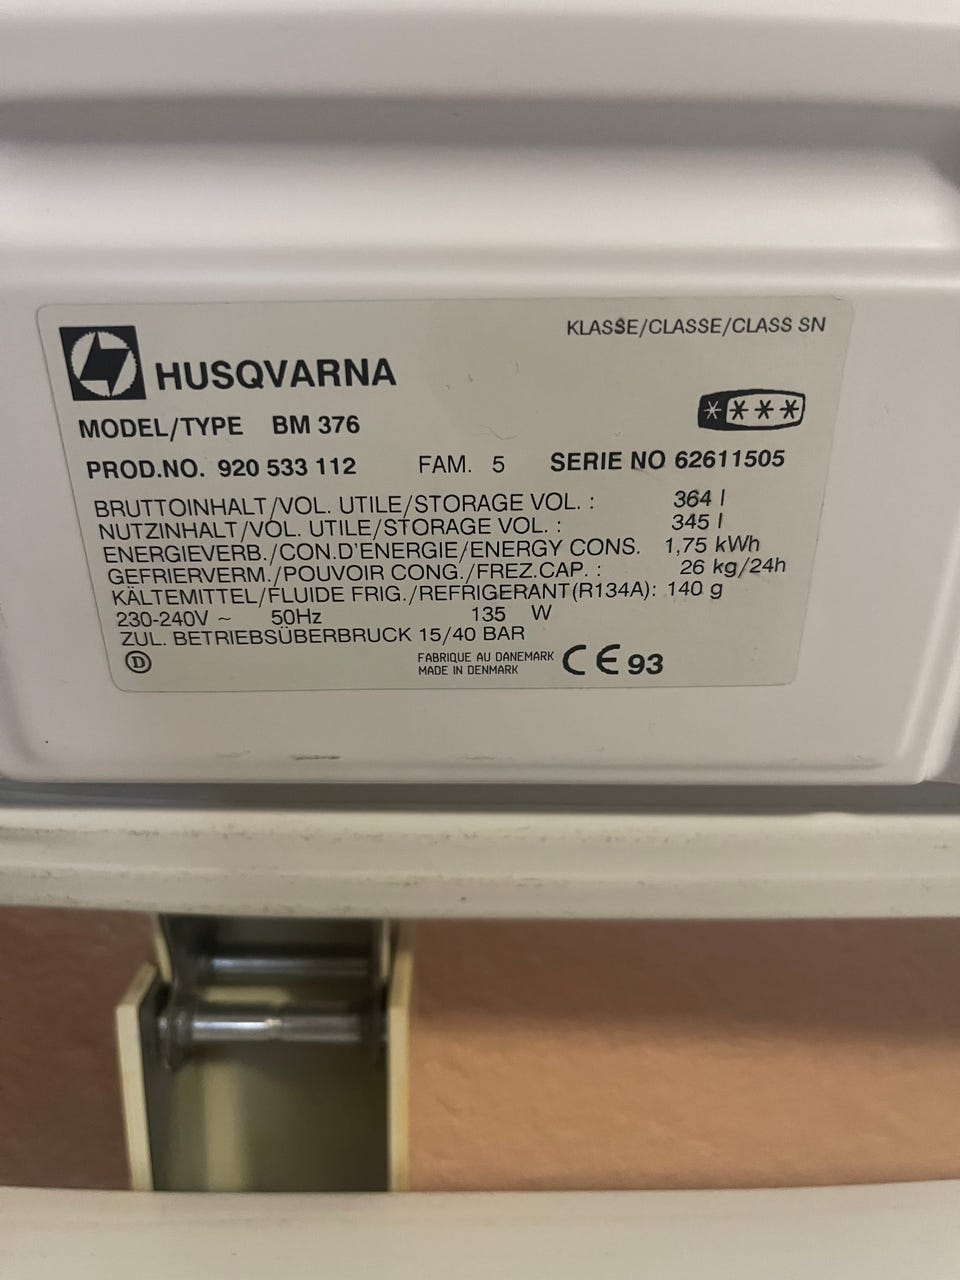 KLASSE/CLASSE/CLASS SN
HUSQVARNA
MODEL/TYPE BM 376
****
PROD.NO. 920 533 112 FAM. 5 SERIE NO 62611505
BRUTTOINHALT/VOL. UTILE/STORAGE VOL. : 364 l
NUTZINHALT/VOL. UTILE/STORAGE VOL. : 345 l
ENERGIEVERB./CON.D'ENERGIE/ENERGY CONS. 1,75 kWh
GEFRIERVERM./POUVOIR CONG./FREZ.CAP. : 26 kg/24h
KÄLTEMITTEL/FLUIDE FRIG./REFRIGERANT(R134A): 140 g
230-240V ~ 50Hz 135 W
ZUL. BETRIEBSÜBERBRUCK 15/40 BAR
D
FABRIQUE AU DANEMARK
MADE IN DENMARK
CE 93